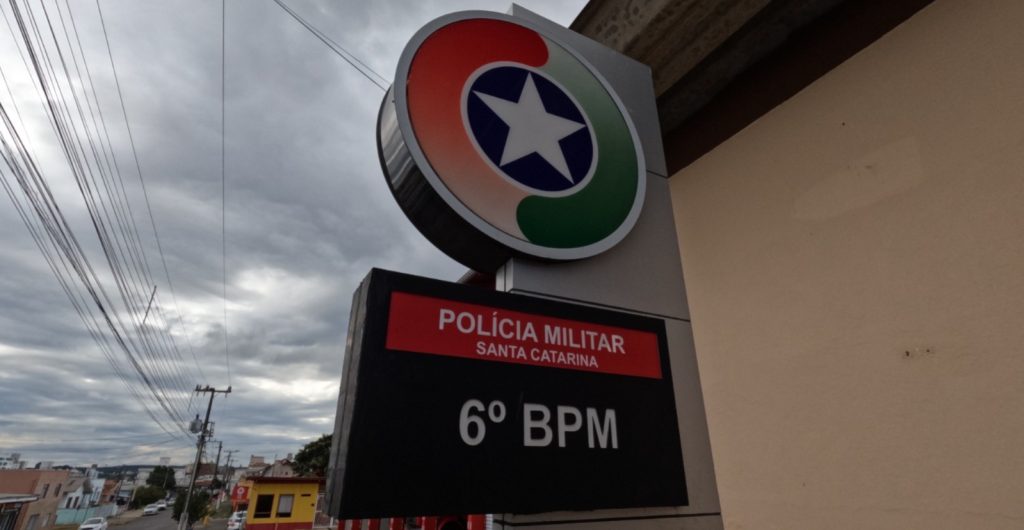 POLÍCIA MILITAR
SANTA CATARINA
6º BPM